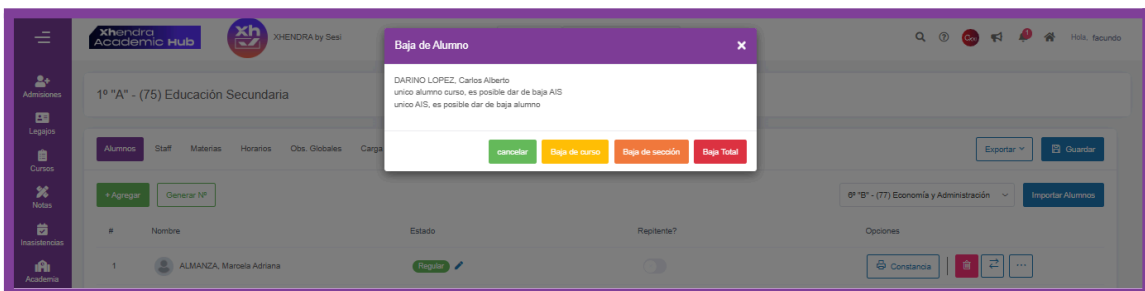 Xhendra
Academic Hub
xh
XHENDRA by Sesi
Hola, facundo
Baja de Alumno
×
DARINO LOPEZ, Carlos Alberto
unico alumno curso, es posible dar de baja AIS
unico AIS, es posible dar de baja alumno
cancelar
Baja de curso
Baja de sección
Baja Total
Admisiones
Legajos
Cursos
Notas
Inasistencias
Academia
1º "A" - (75) Educación Secundaria
Alumnos
Staff
Materias
Horarios
Obs. Globales
Carga
Exportar
Guardar
+ Agregar
Generar Nº
6º "B" - (77) Economía y Administración
Importar Alumnos
#
Nombre
Estado
Repitente?
Opciones
1
ALMANZA, Marcela Adriana
Regular
Constancia